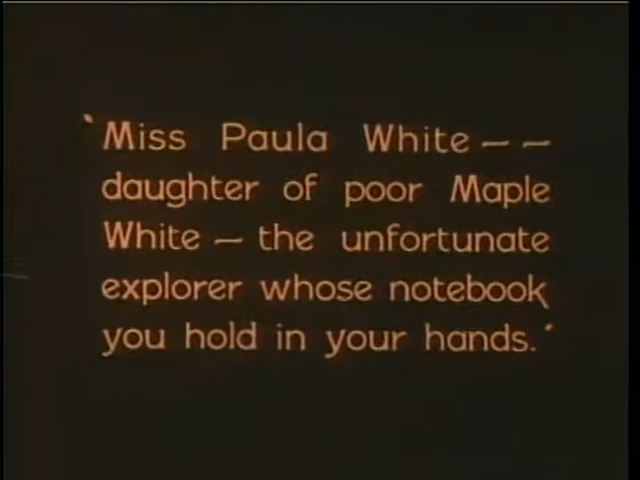 'Miss Paula White — —
daughter of poor Maple
White — the unfortunate
explorer whose notebook
you hold in your hands.'